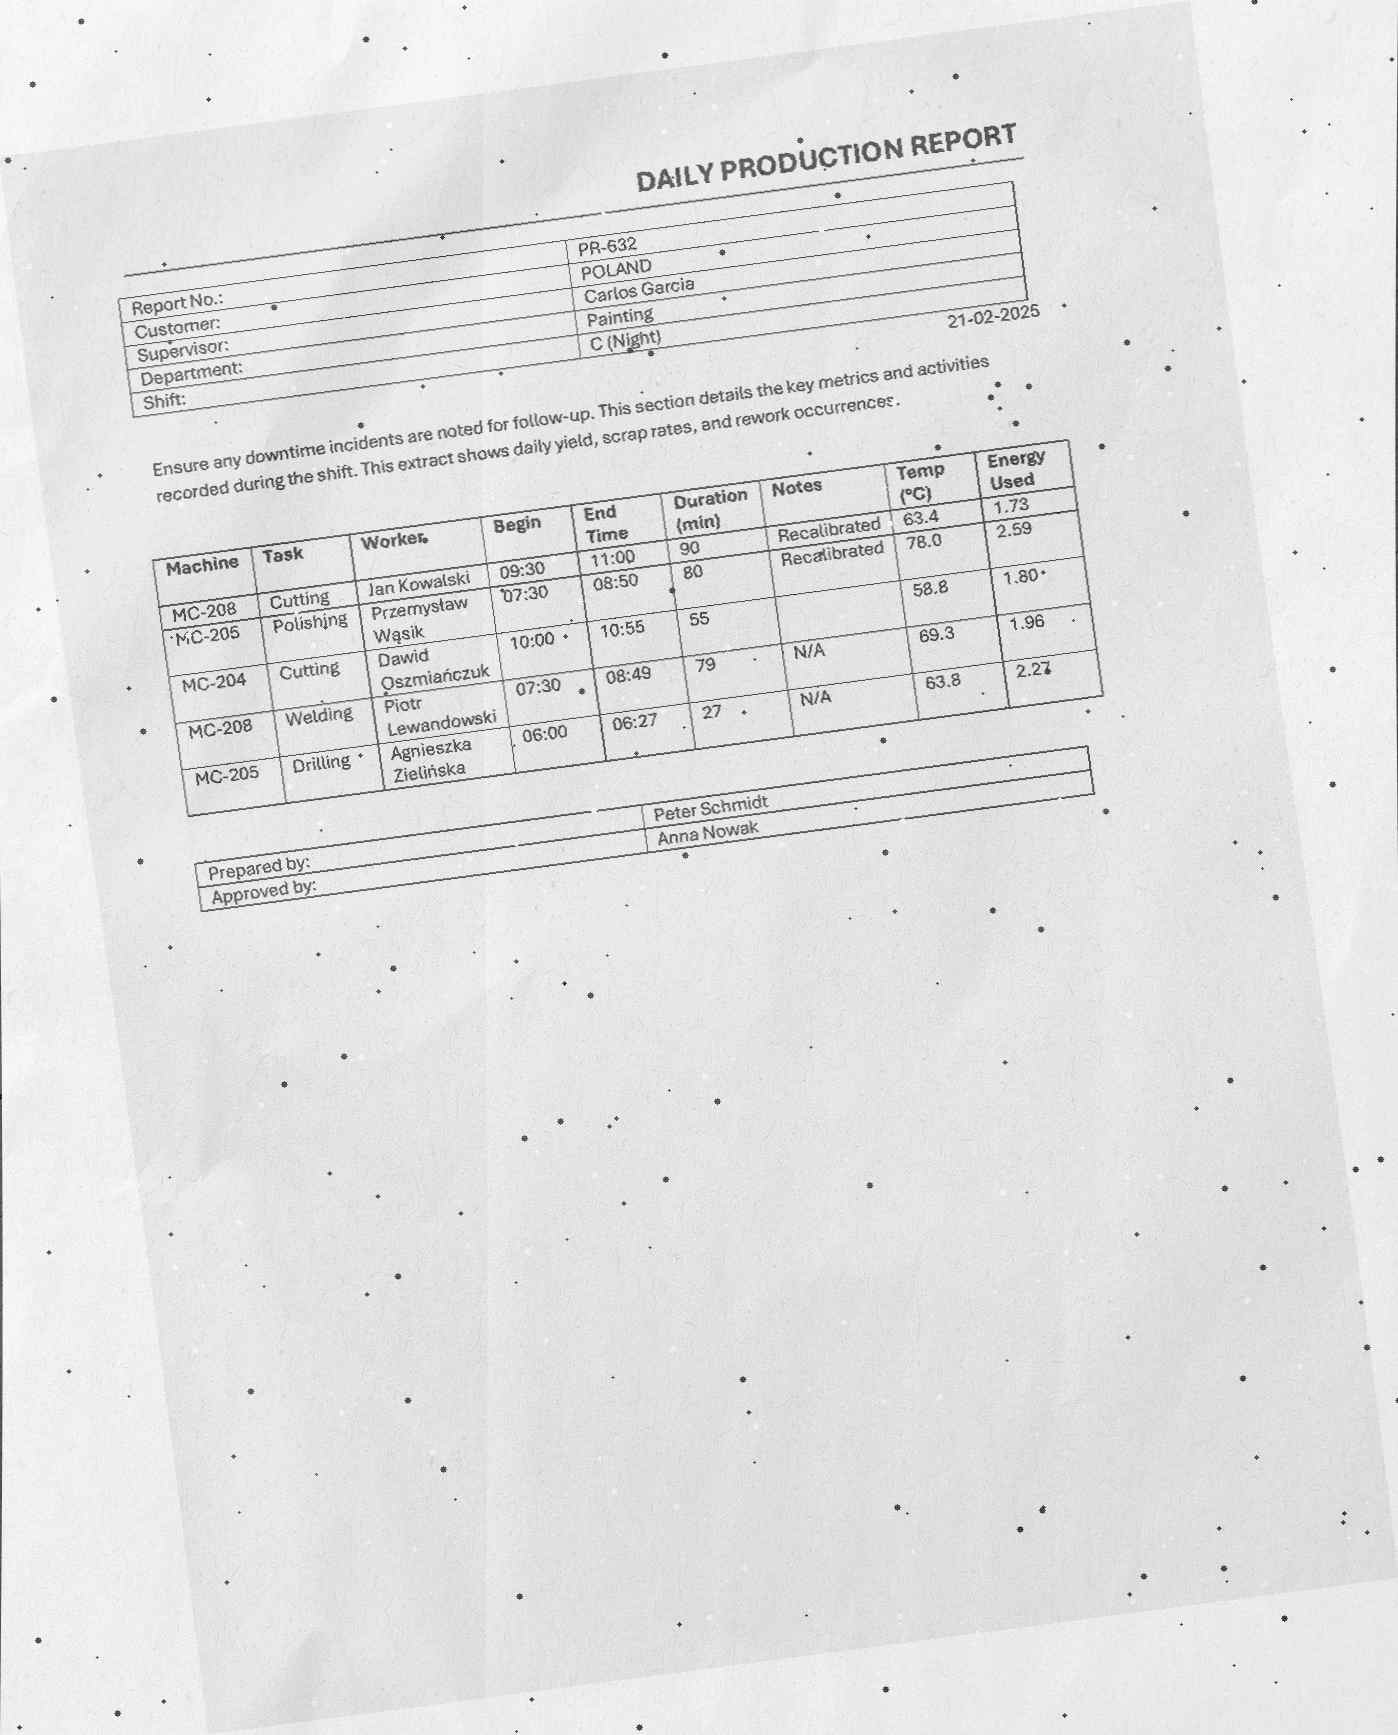 DAILY PRODUCTION REPORT
Report No.: PR-632
Customer: POLAND
Supervisor: Carlos Garcia
Department: Painting
Shift: C (Night)
21-02-2025
Ensure any downtime incidents are noted for follow-up. This section details the key metrics and activities
recorded during the shift. This extract shows daily yield, scrap rates, and rework occurrences.
Machine Task Worker Begin End Time Duration (min) Notes Temp (°C) Energy Used
MC-208 Cutting Jan Kowalski 09:30 11:00 90 Recalibrated 63.4 1.73
MC-205 Polishing Przemysław Wąsik 07:30 08:50 80 Recalibrated 78.0 2.59
MC-204 Cutting Dawid Oszmiańczuk 10:00 10:55 55 58.8 1.80
MC-208 Welding Piotr Lewandowski 07:30 08:49 79 N/A 69.3 1.96
MC-205 Drilling Agnieszka Zielińska 06:00 06:27 27 N/A 63.8 2.27
Prepared by: Peter Schmidt
Approved by: Anna Nowak